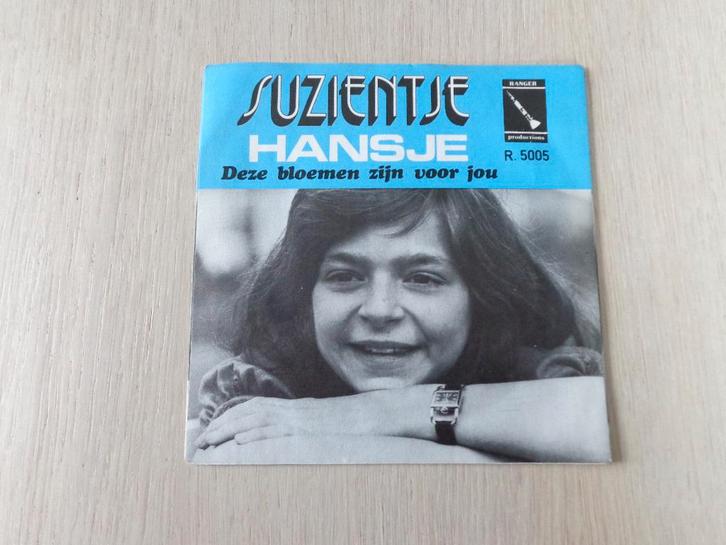 SUZIENTJE
HANSJE
Deze bloemen zijn voor jou
RANGER
productions
R. 5005